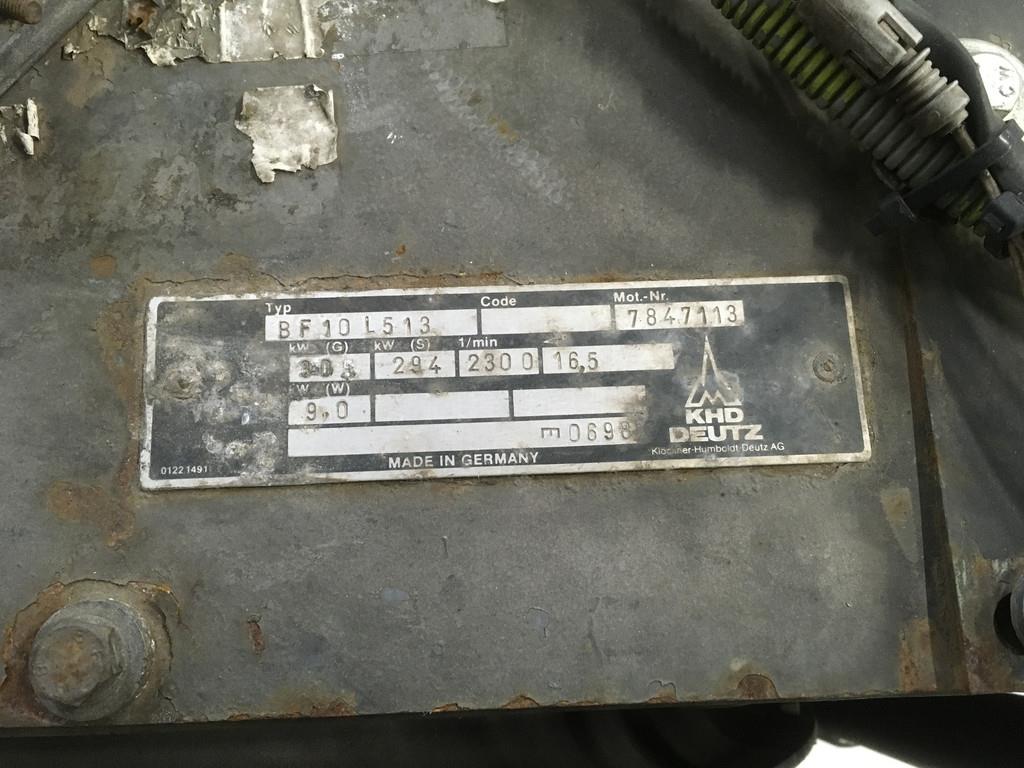 Typ Code Mot.-Nr.
BF10L513 7847113
kW (G) kW (S) 1/min
294 2300 16,5
(W)
9,0
KHD
DEUTZ
E 0698
01221491 MADE IN GERMANY Klöckner-Humboldt-Deutz AG